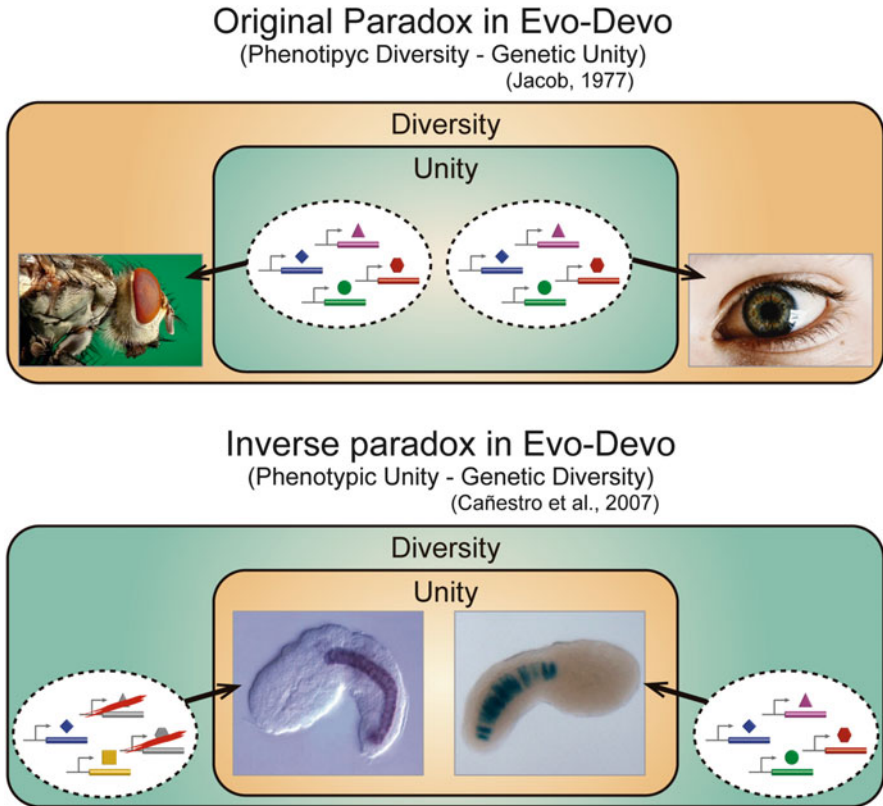 Original Paradox in Evo-Devo
(Phenotipyc Diversity - Genetic Unity)
(Jacob, 1977)
Diversity
Unity
Inverse paradox in Evo-Devo
(Phenotypic Unity - Genetic Diversity)
(Cañestro et al., 2007)
Diversity
Unity